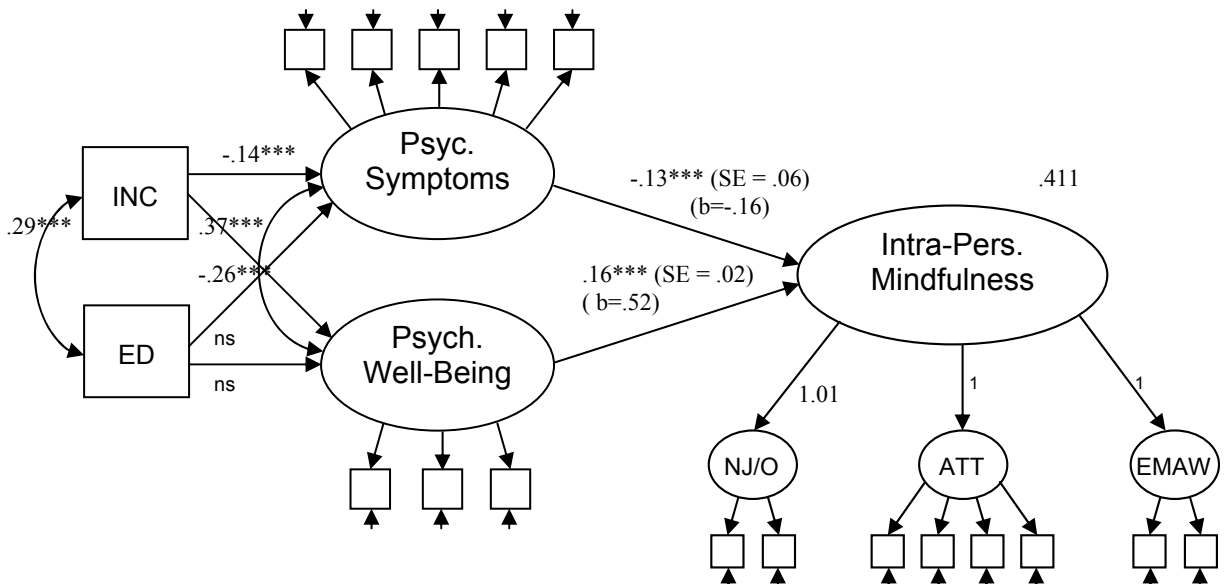 Psyc.
Symptoms
-.14***
INC
.29***
.37***
-.26***
ED
ns
ns
Psych.
Well-Being
-.13*** (SE = .06)
(b=-.16)
.16*** (SE = .02)
( b=.52)
.411
Intra-Pers.
Mindfulness
1.01
1
1
NJ/O
ATT
EMAW